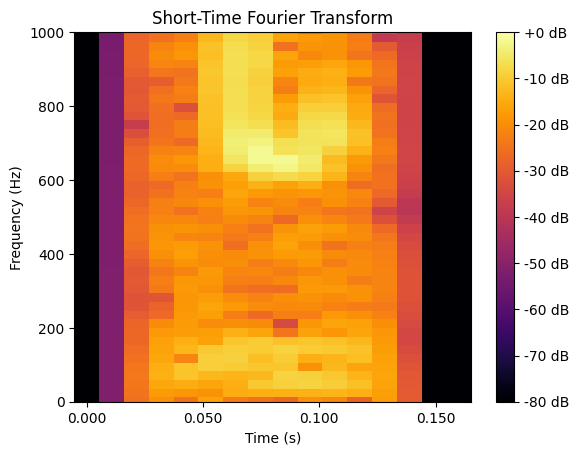 Short-Time Fourier Transform
1000
800
600
400
200
0
Frequency (Hz)
0.000
0.050
0.100
0.150
Time (s)
+0 dB
-10 dB
-20 dB
-30 dB
-40 dB
-50 dB
-60 dB
-70 dB
-80 dB